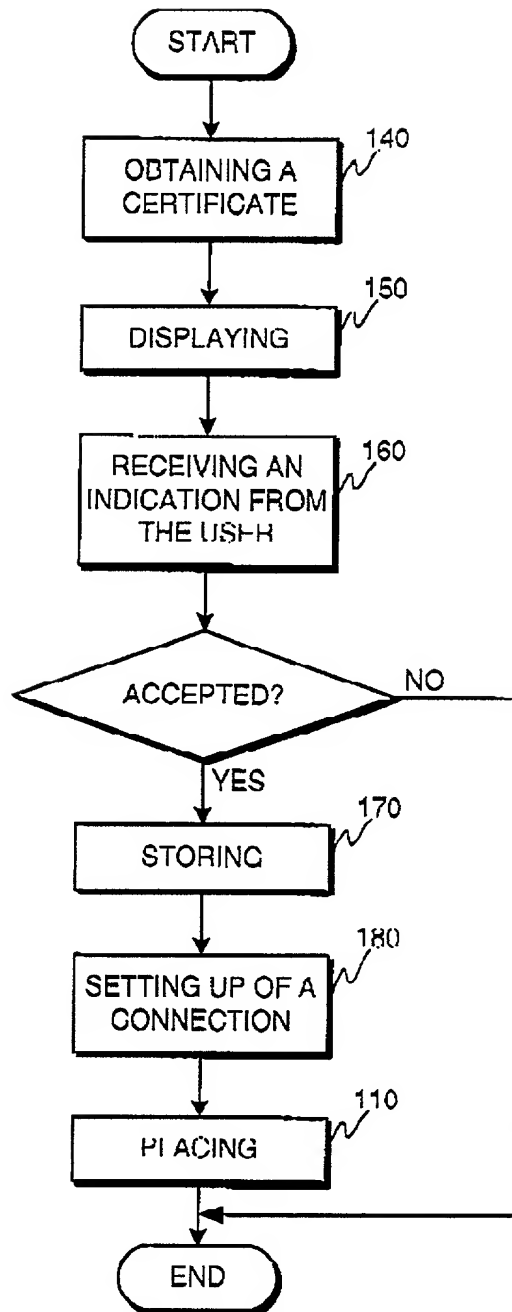 START
140
OBTAINING A
CERTIFICATE
150
DISPLAYING
160
RECEIVING AN
INDICATION FROM
THE USER
ACCEPTED?
NO
YES
170
STORING
180
SETTING UP OF A
CONNECTION
110
PLACING
END